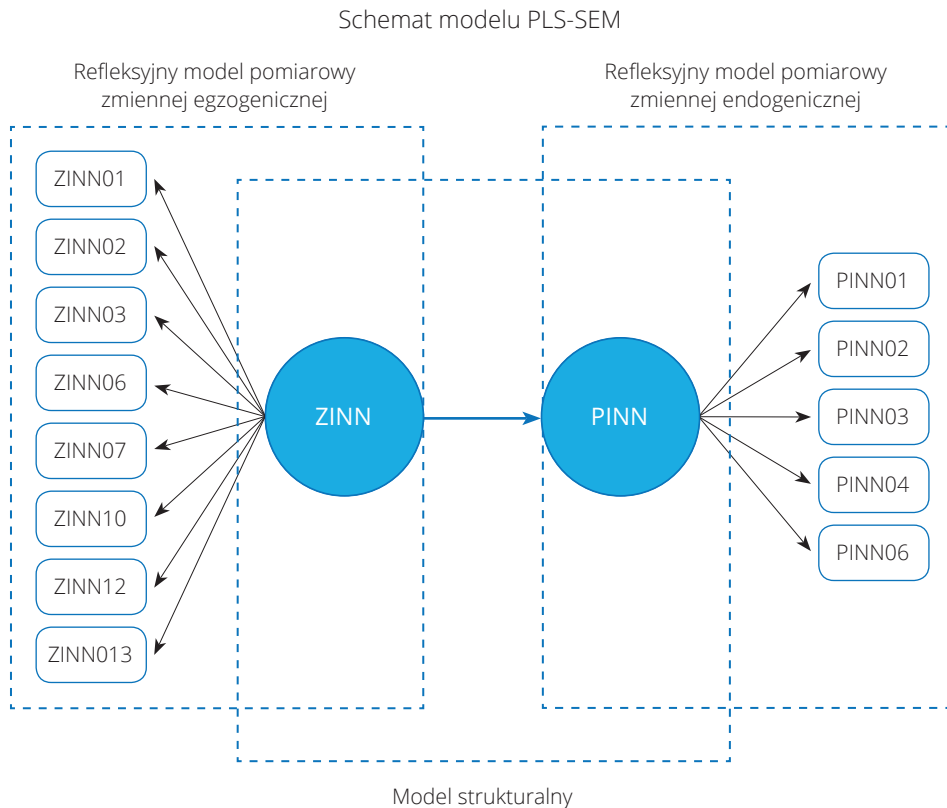 Schemat modelu PLS-SEM
Refleksyjny model pomiarowy
zmiennej egzogenicznej
Refleksyjny model pomiarowy
zmiennej endogenicznej
ZINN01
ZINN02
ZINN03
ZINN06
ZINN07
ZINN10
ZINN12
ZINN013
ZINN
PINN
PINN01
PINN02
PINN03
PINN04
PINN06
Model strukturalny